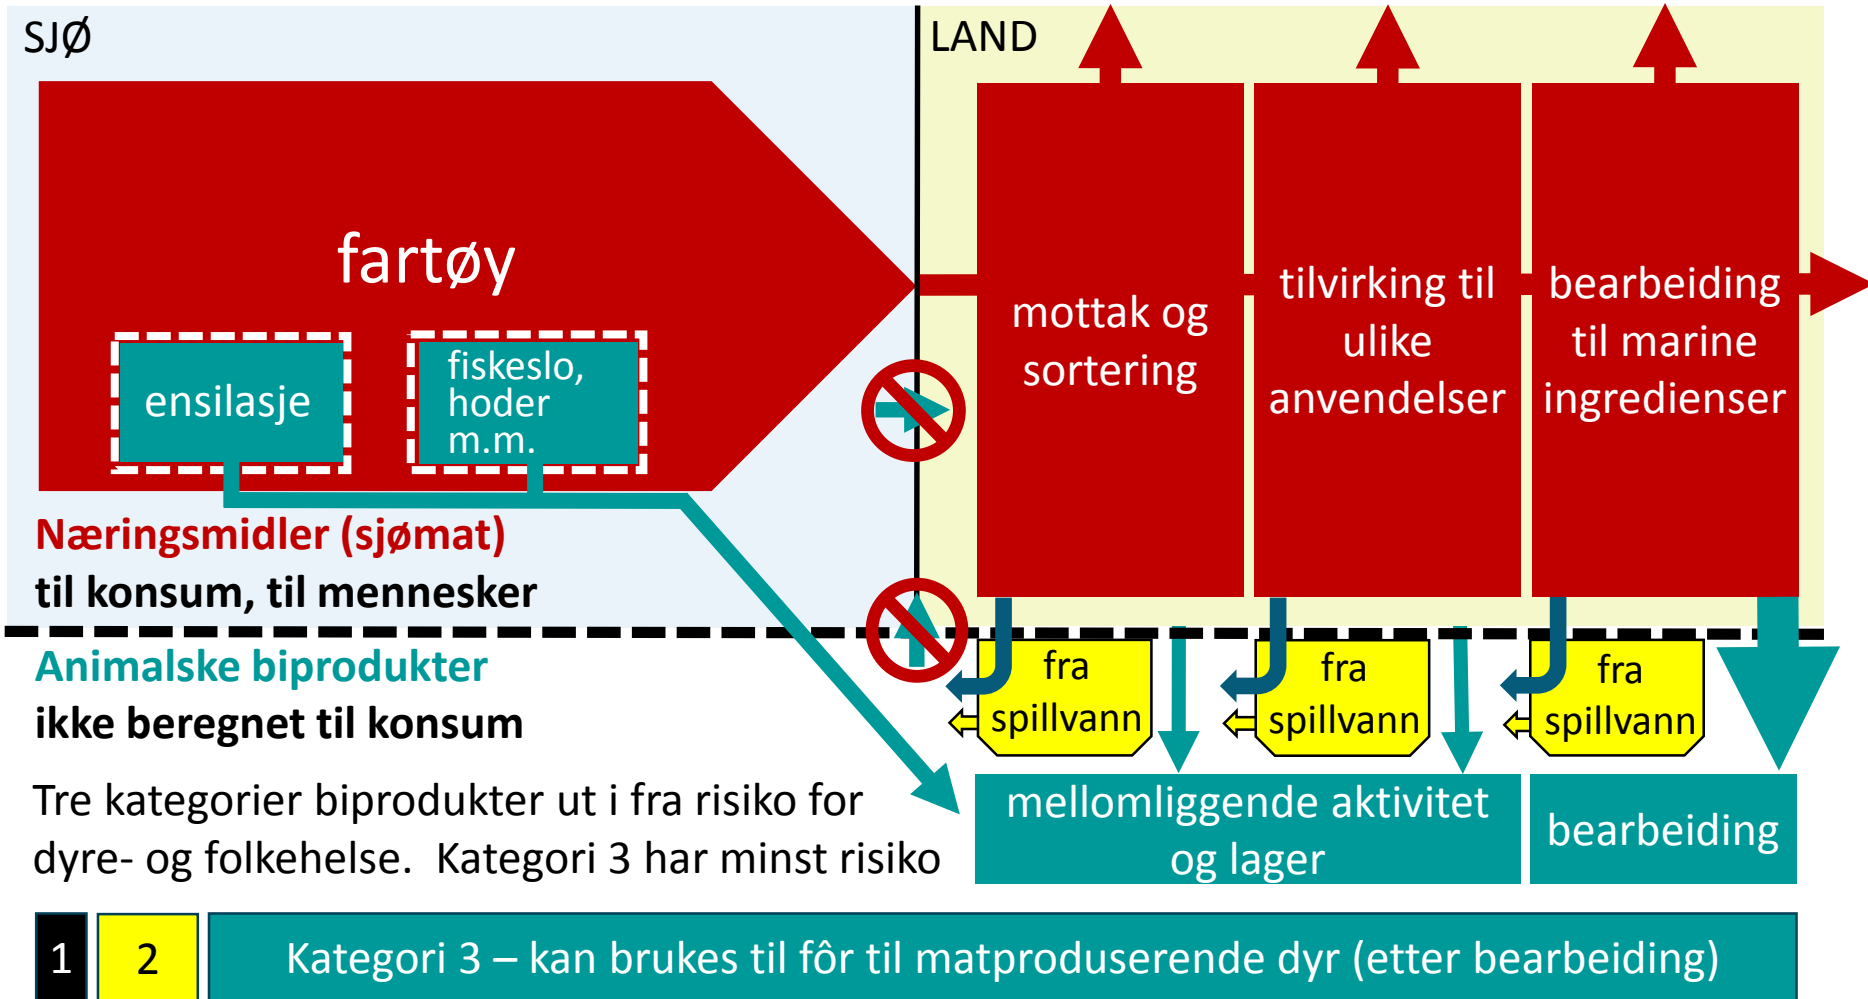 SJØ
LAND
fartøy
ensilasje
fiskeslo,
hoder
m.m.
mottak og
sortering
tilvirking til
ulike
anvendelser
bearbeiding
til marine
ingredienser
Næringsmidler (sjømat)
til konsum, til mennesker
Animalske biprodukter
ikke beregnet til konsum
fra
spillvann
fra
spillvann
fra
spillvann
Tre kategorier biprodukter ut i fra risiko for
dyre- og folkehelse.  Kategori 3 har minst risiko
mellomliggende aktivitet
og lager
bearbeiding
1
2
Kategori 3 – kan brukes til fôr til matproduserende dyr (etter bearbeiding)